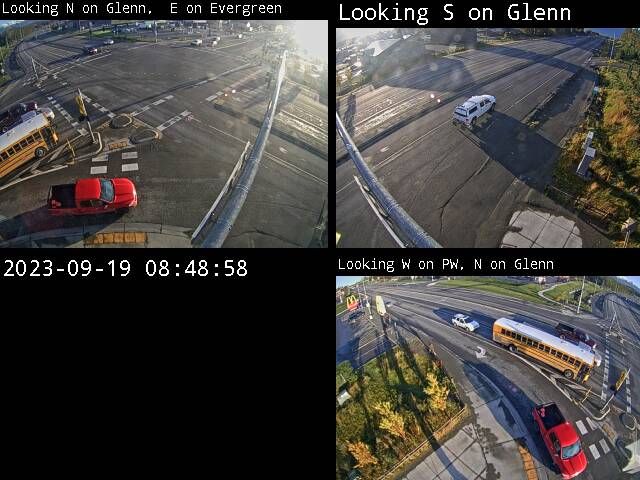 Looking N on Glenn,  E on Evergreen
Looking S on Glenn
2023-09-19 08:48:58
Looking W on PW, N on Glenn